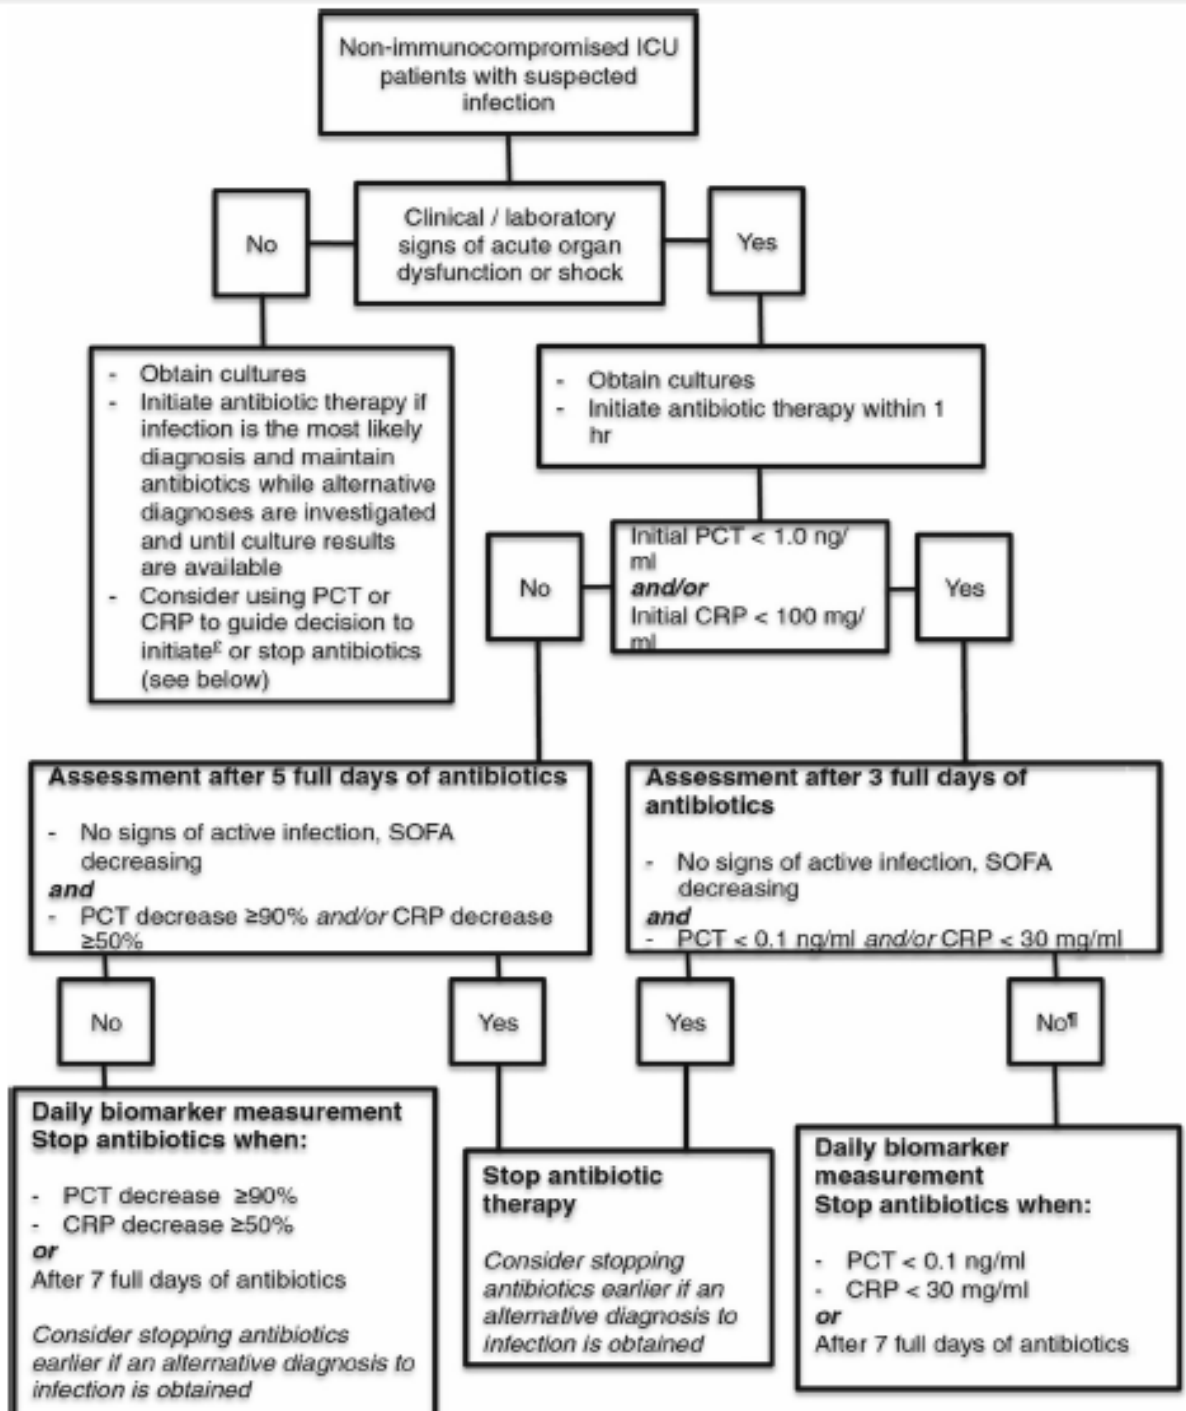 Non-immunocompromised ICU
patients with suspected
infection
No
Clinical / laboratory
signs of acute organ
dysfunction or shock
Yes
- Obtain cultures
- Initiate antibiotic therapy if
infection is the most likely
diagnosis and maintain
antibiotics while alternative
diagnoses are investigated
and until culture results
are available
- Consider using PCT or
CRP to guide decision to
initiate£ or stop antibiotics
(see below)
- Obtain cultures
- Initiate antibiotic therapy within 1
hr
No
Initial PCT < 1.0 ng/
ml
and/or
Initial CRP < 100 mg/
ml
Yes
Assessment after 5 full days of antibiotics
- No signs of active infection, SOFA
decreasing
and
- PCT decrease ≥90% and/or CRP decrease
≥50%
Assessment after 3 full days of
antibiotics
- No signs of active infection, SOFA
decreasing
and
- PCT < 0.1 ng/ml and/or CRP < 30 mg/ml
No
Yes
Yes
No¶
Daily biomarker measurement
Stop antibiotics when:
- PCT decrease ≥90%
- CRP decrease ≥50%
or
After 7 full days of antibiotics
Consider stopping antibiotics
earlier if an alternative diagnosis to
infection is obtained
Stop antibiotic
therapy
Consider stopping
antibiotics earlier if an
alternative diagnosis to
infection is obtained
Daily biomarker
measurement
Stop antibiotics when:
- PCT < 0.1 ng/ml
- CRP < 30 mg/ml
or
After 7 full days of antibiotics